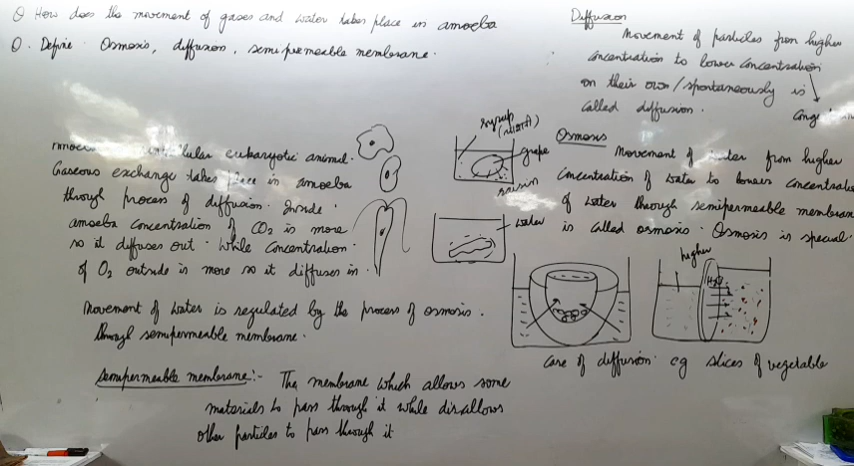 Q How does the movement of gases and water takes place in amoeba
Q. Define. Osmosis, diffusion, semipermeable membrane.
Diffusion
Movement of particles from higher
concentration to lower concentration
on their own/spontaneously is
called diffusion.
eukaryotic animal.
Gaseous exchange takes place in amoeba
through process of diffusion. Inside
amoeba concentration of CO2 is more
so it diffuses out. While concentration
of O2 outside is more so it diffuses in.
Movement of water is regulated by the process of osmosis.
through semipermeable membrane.
Semipermeable membrane:- The membrane which allows some
materials to pass through it while disallows
other particles to pass through it
syrup
grape
raisin
water
Osmosis
Movement of from higher
concentration of water to lower
of water through semipermeable
is called osmosis. Osmosis is special
higher
H2O
case of diffusion. eg slices of vegetable